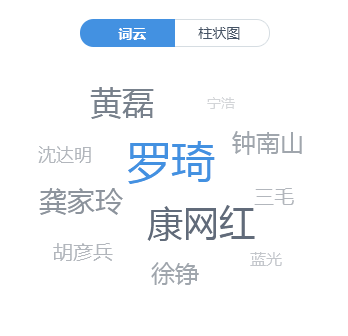 词云 柱状图
黄磊 宁浩
钟南山
沈达明 罗琦
三毛
龚家玲 康网红
胡彦兵 蓝光
徐铮